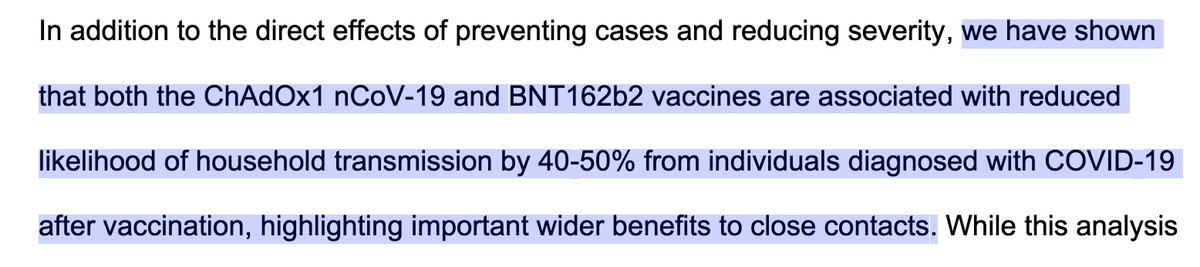 In addition to the direct effects of preventing cases and reducing severity, we have shown
that both the ChAdOx1 nCoV-19 and BNT162b2 vaccines are associated with reduced
likelihood of household transmission by 40-50% from individuals diagnosed with COVID-19
after vaccination, highlighting important wider benefits to close contacts. While this analysis